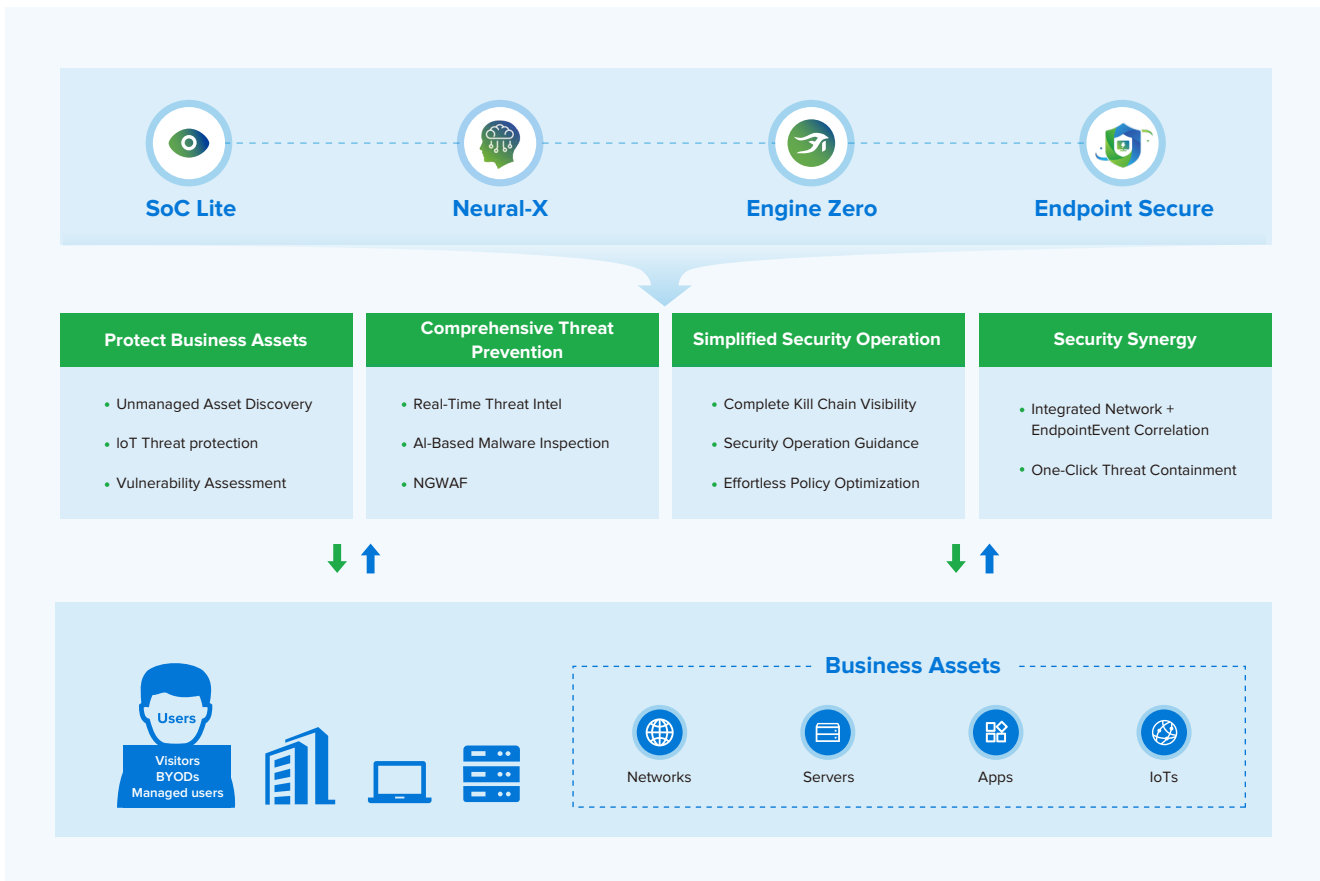 SoC Lite
Neural-X
Engine Zero
Endpoint Secure
Protect Business Assets
Unmanaged Asset Discovery
IoT Threat protection
Vulnerability Assessment
Comprehensive Threat
Prevention
Real-Time Threat Intel
AI-Based Malware Inspection
NGWAF
Simplified Security Operation
Complete Kill Chain Visibility
Security Operation Guidance
Effortless Policy Optimization
Security Synergy
Integrated Network +
EndpointEvent Correlation
One-Click Threat Containment
Users
Visitors
BYODs
Managed users
Business Assets
Networks
Servers
Apps
IoTs